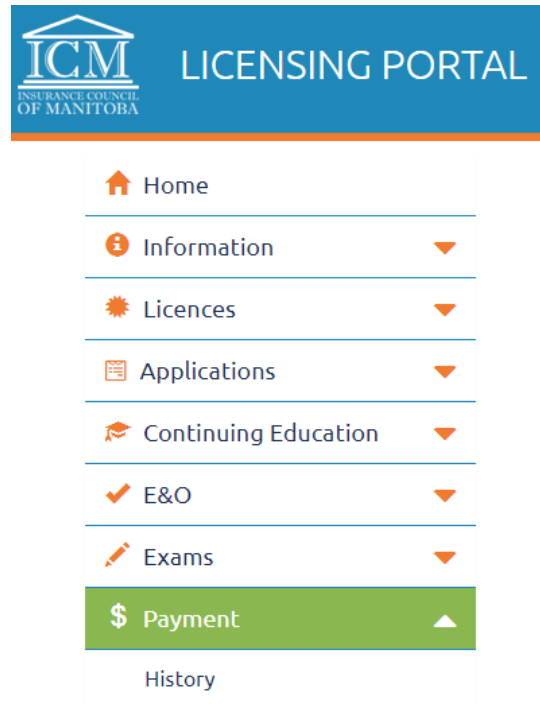 ICM
INSURANCE COUNCIL
OF MANITOBA
LICENSING PORTAL
Home
Information
Licences
Applications
Continuing Education
E&O
Exams
$ Payment
History